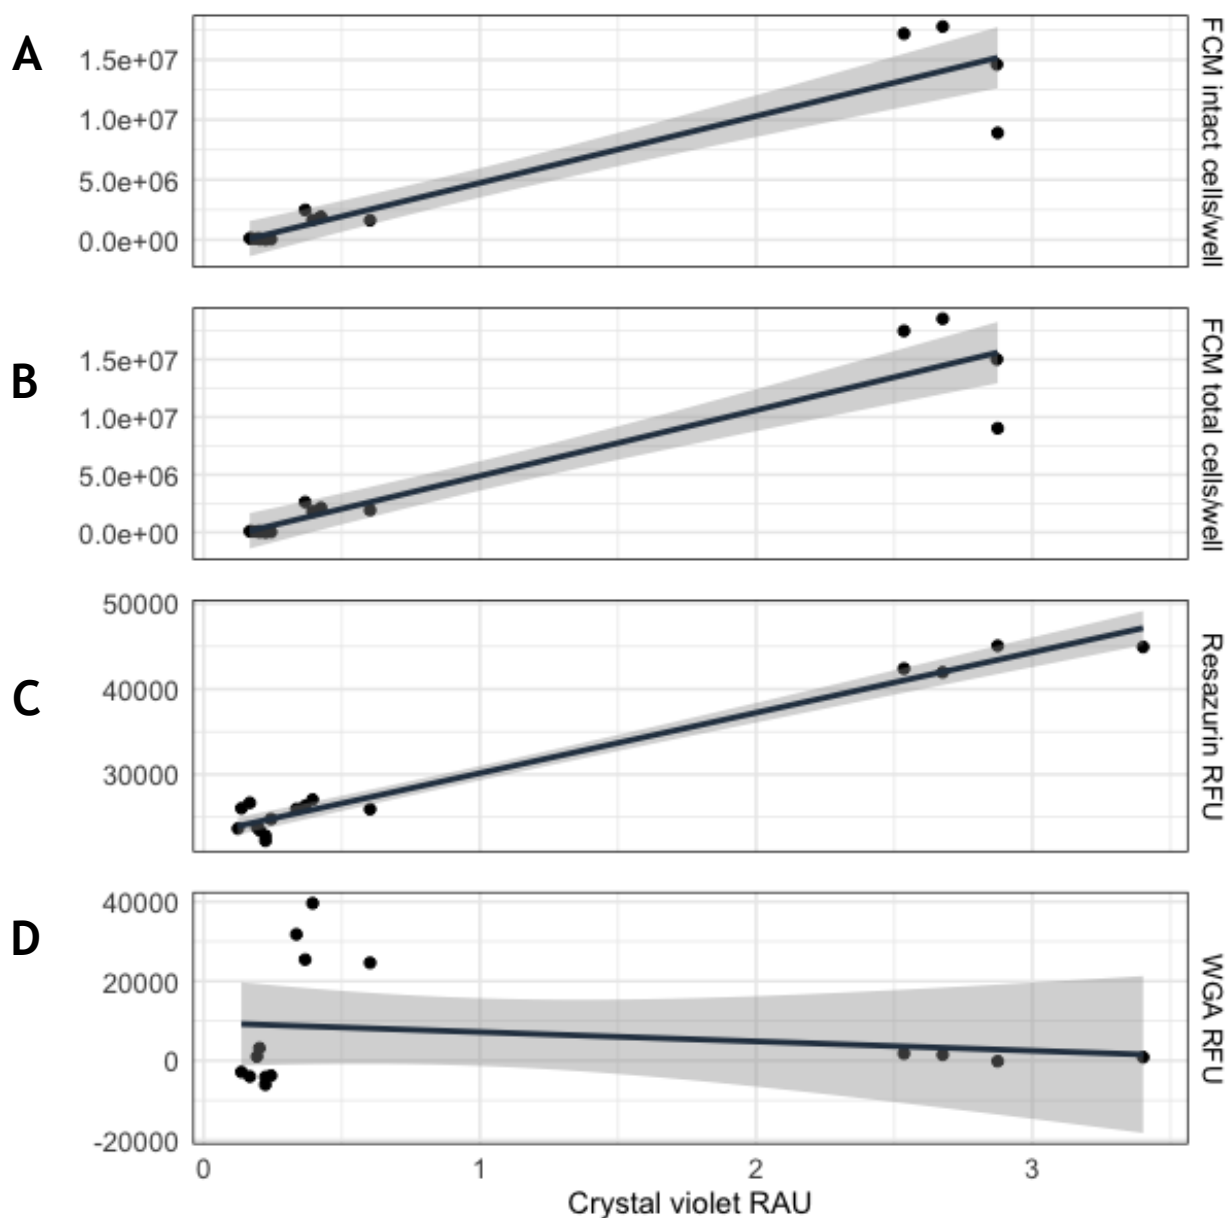 A
1.5e+07
1.0e+07
5.0e+06
0.0e+00
FCM intact cells/well
B
1.5e+07
1.0e+07
5.0e+06
0.0e+00
FCM total cells/well
C
50000
40000
30000
Resazurin RFU
D
40000
20000
0
-20000
WGA RFU
0 1 2 3
Crystal violet RAU